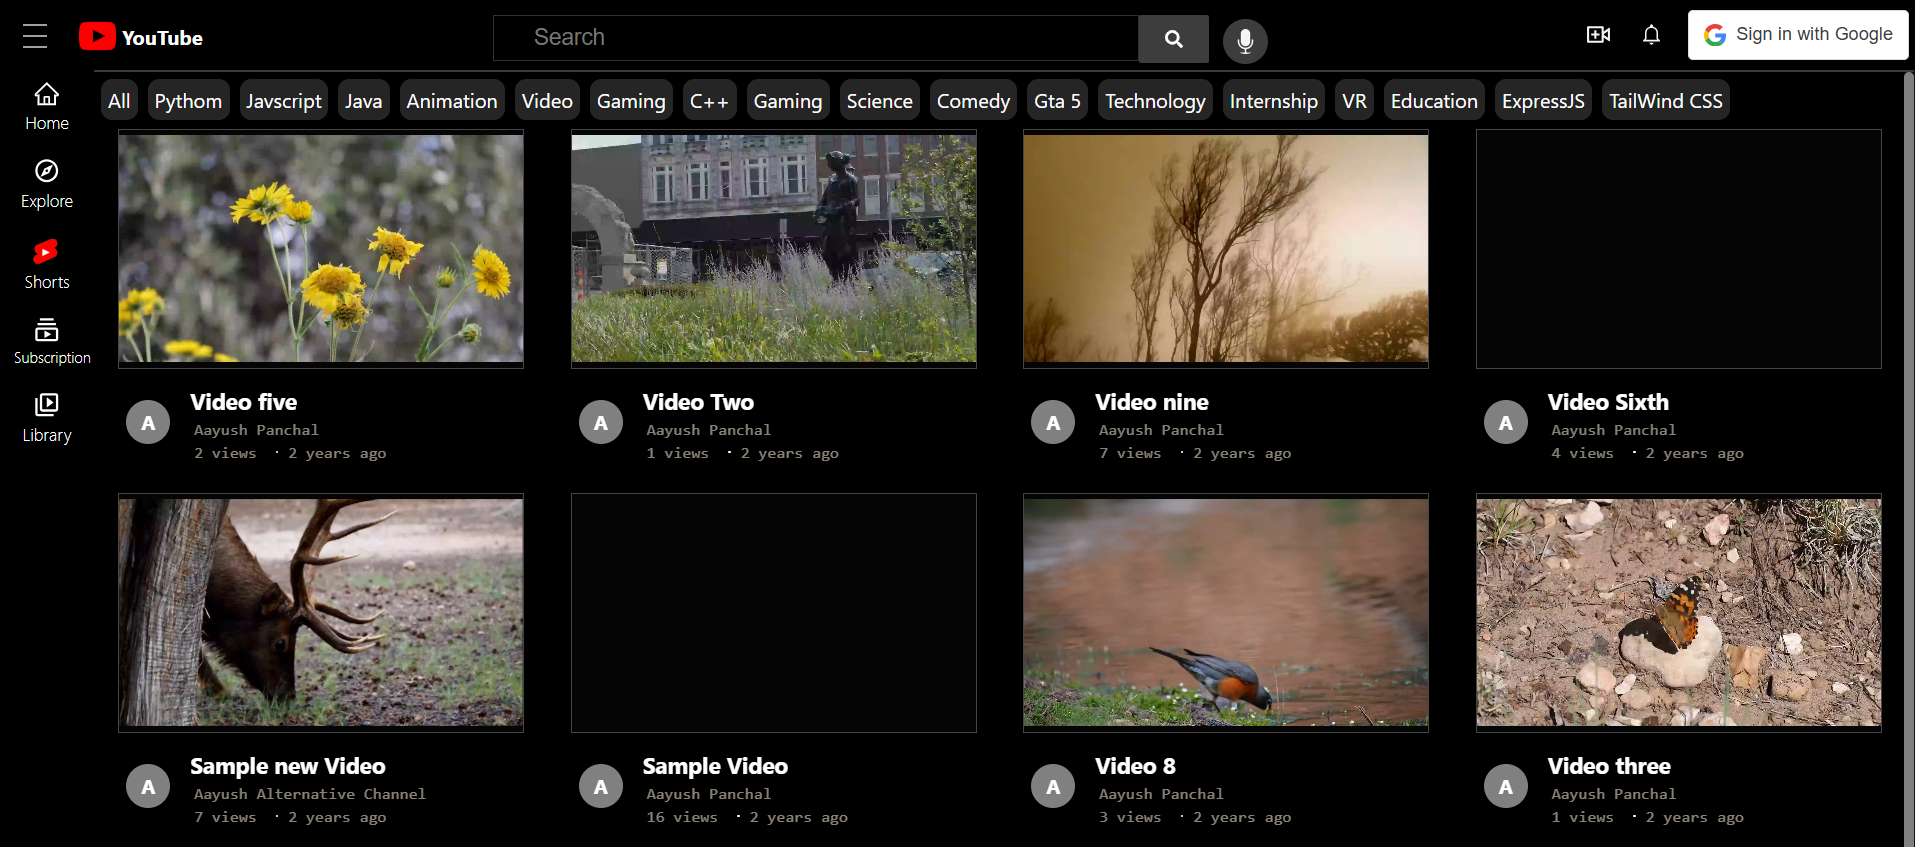 YouTube
Search
Sign in with Google
Home
Explore
Shorts
Subscription
Library
All Pythom Javscript Java Animation Video Gaming C++ Gaming Science Comedy Gta 5 Technology Internship VR Education ExpressJS TailWind CSS
A
Video five
Aayush Panchal
2 views · 2 years ago
A
Video Two
Aayush Panchal
1 views · 2 years ago
A
Video nine
Aayush Panchal
7 views · 2 years ago
A
Video Sixth
Aayush Panchal
4 views · 2 years ago
A
Sample new Video
Aayush Alternative Channel
7 views · 2 years ago
A
Sample Video
Aayush Panchal
16 views · 2 years ago
A
Video 8
Aayush Panchal
3 views · 2 years ago
A
Video three
Aayush Panchal
1 views · 2 years ago